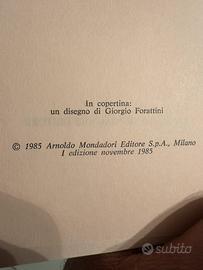 In copertina:
un disegno di Giorgio Forattini
© 1985 Arnoldo Mondadori Editore S.p.A., Milano
I edizione novembre 1985
subito